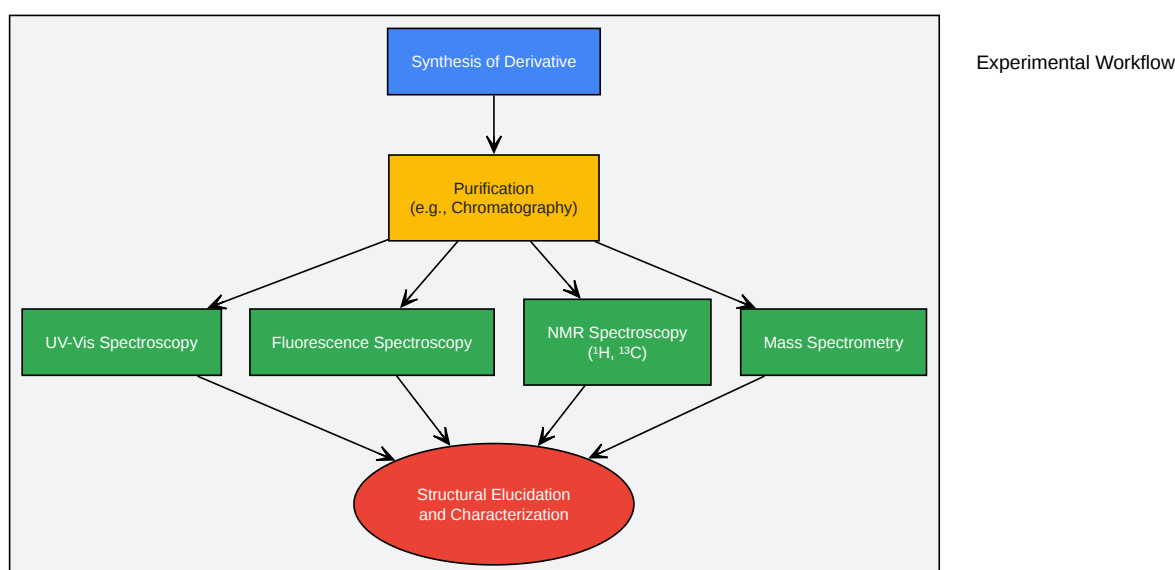 Synthesis of Derivative
Experimental Workflow
Purification
(e.g., Chromatography)
UV-Vis Spectroscopy
Fluorescence Spectroscopy
NMR Spectroscopy
(¹H, ¹³C)
Mass Spectrometry
Structural Elucidation
and Characterization